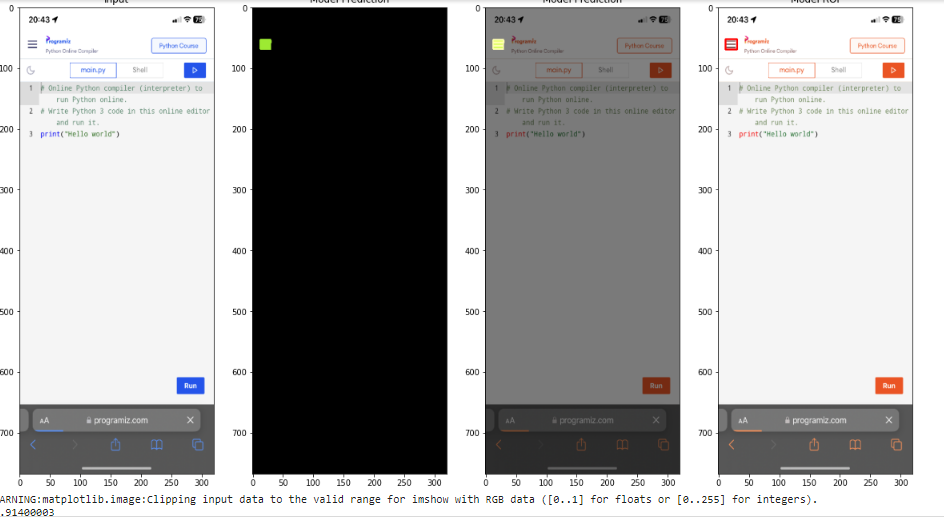 Input
Model Prediction
Model Prediction
Model ROI
0
100
200
300
400
500
600
700
0 50 100 150 200 250 300
20:43
Programiz
Python Online Compiler
Python Course
main.py
Shell
1 # Online Python compiler (interpreter) to
run Python online.
2 # Write Python 3 code in this online editor
and run it.
3 print("Hello world")
Run
AA programiz.com
0
100
200
300
400
500
600
700
0 50 100 150 200 250 300
0
100
200
300
400
500
600
700
0 50 100 150 200 250 300
20:43
Programiz
Python Online Compiler
Python Course
main.py
Shell
1 # Online Python compiler (interpreter) to
run Python online.
2 # Write Python 3 code in this online editor
and run it.
3 print("Hello world")
Run
AA programiz.com
0
100
200
300
400
500
600
700
0 50 100 150 200 250 300
20:43
Programiz
Python Online Compiler
Python Course
main.py
Shell
1 # Online Python compiler (interpreter) to
run Python online.
2 # Write Python 3 code in this online editor
and run it.
3 print("Hello world")
Run
AA programiz.com
ARNING:matplotlib.image:Clipping input data to the valid range for imshow with RGB data ([0..1] for floats or [0..255] for integers).
.91400003